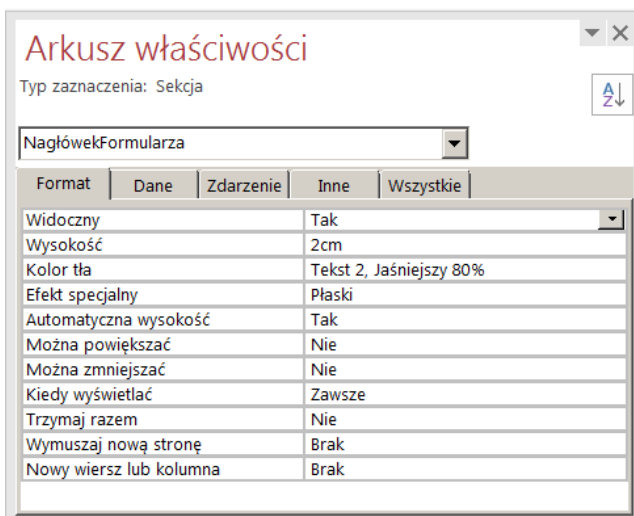 Arkusz właściwości
Typ zaznaczenia: Sekcja
NagłówekFormularza
Format Dane Zdarzenie Inne Wszystkie
Widoczny Tak
Wysokość 2cm
Kolor tła Tekst 2, Jaśniejszy 80%
Efekt specjalny Płaski
Automatyczna wysokość Tak
Można powiększać Nie
Można zmniejszać Nie
Kiedy wyświetlać Zawsze
Trzymaj razem Nie
Wymuszaj nową stronę Brak
Nowy wiersz lub kolumna Brak